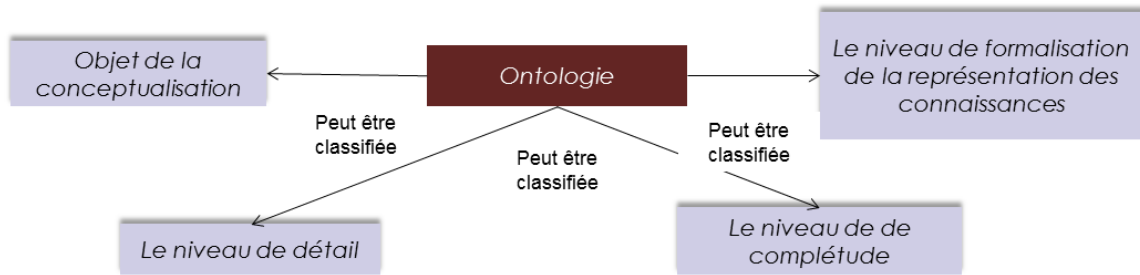 Objet de la
conceptualisation
Ontologie
Le niveau de formalisation
de la représentation des
connaissances
Peut être
classifiée
Peut être
classifiée
Peut être
classifiée
Le niveau de détail
Le niveau de de
complétude